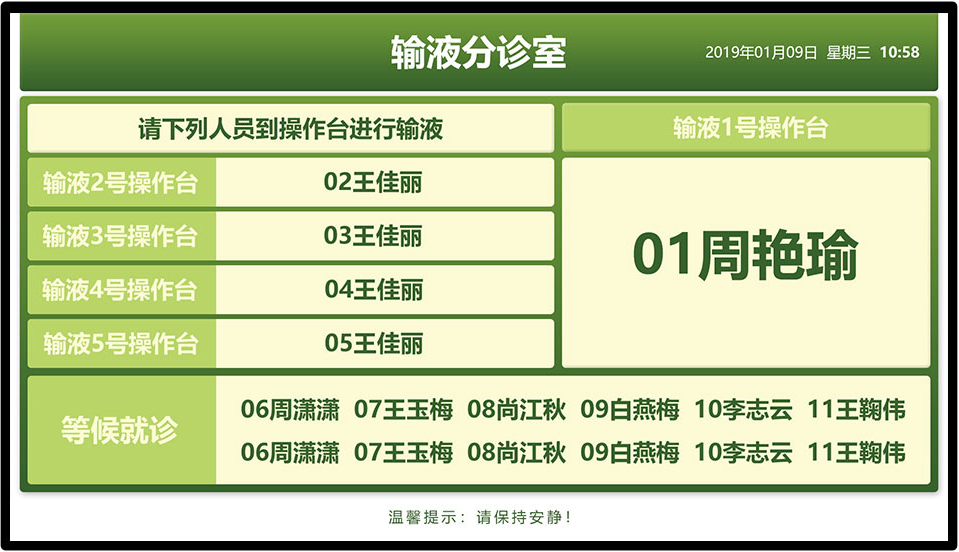 输液分诊室
2019年01月09日 星期三 10:58
请下列人员到操作台进行输液
输液2号操作台 02王佳丽
输液3号操作台 03王佳丽
输液4号操作台 04王佳丽
输液5号操作台 05王佳丽
输液1号操作台
01周艳瑜
等候就诊
06周潇潇 07王玉梅 08尚江秋 09白燕梅 10李志云 11王鞠伟
06周潇潇 07王玉梅 08尚江秋 09白燕梅 10李志云 11王鞠伟
温馨提示：请保持安静！